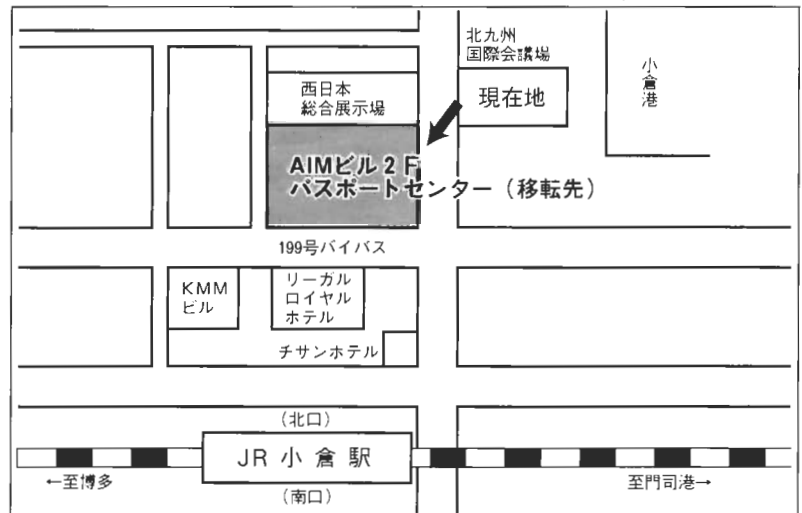 北九州
国際会議場
現在地
小倉港
西日本
総合展示場
AIMビル2F
パスポートセンター（移転先）
199号バイパス
KMM
ビル
リーガル
ロイヤル
ホテル
チサンホテル
（北口）
JR小倉駅
（南口）
←至博多
至門司港→